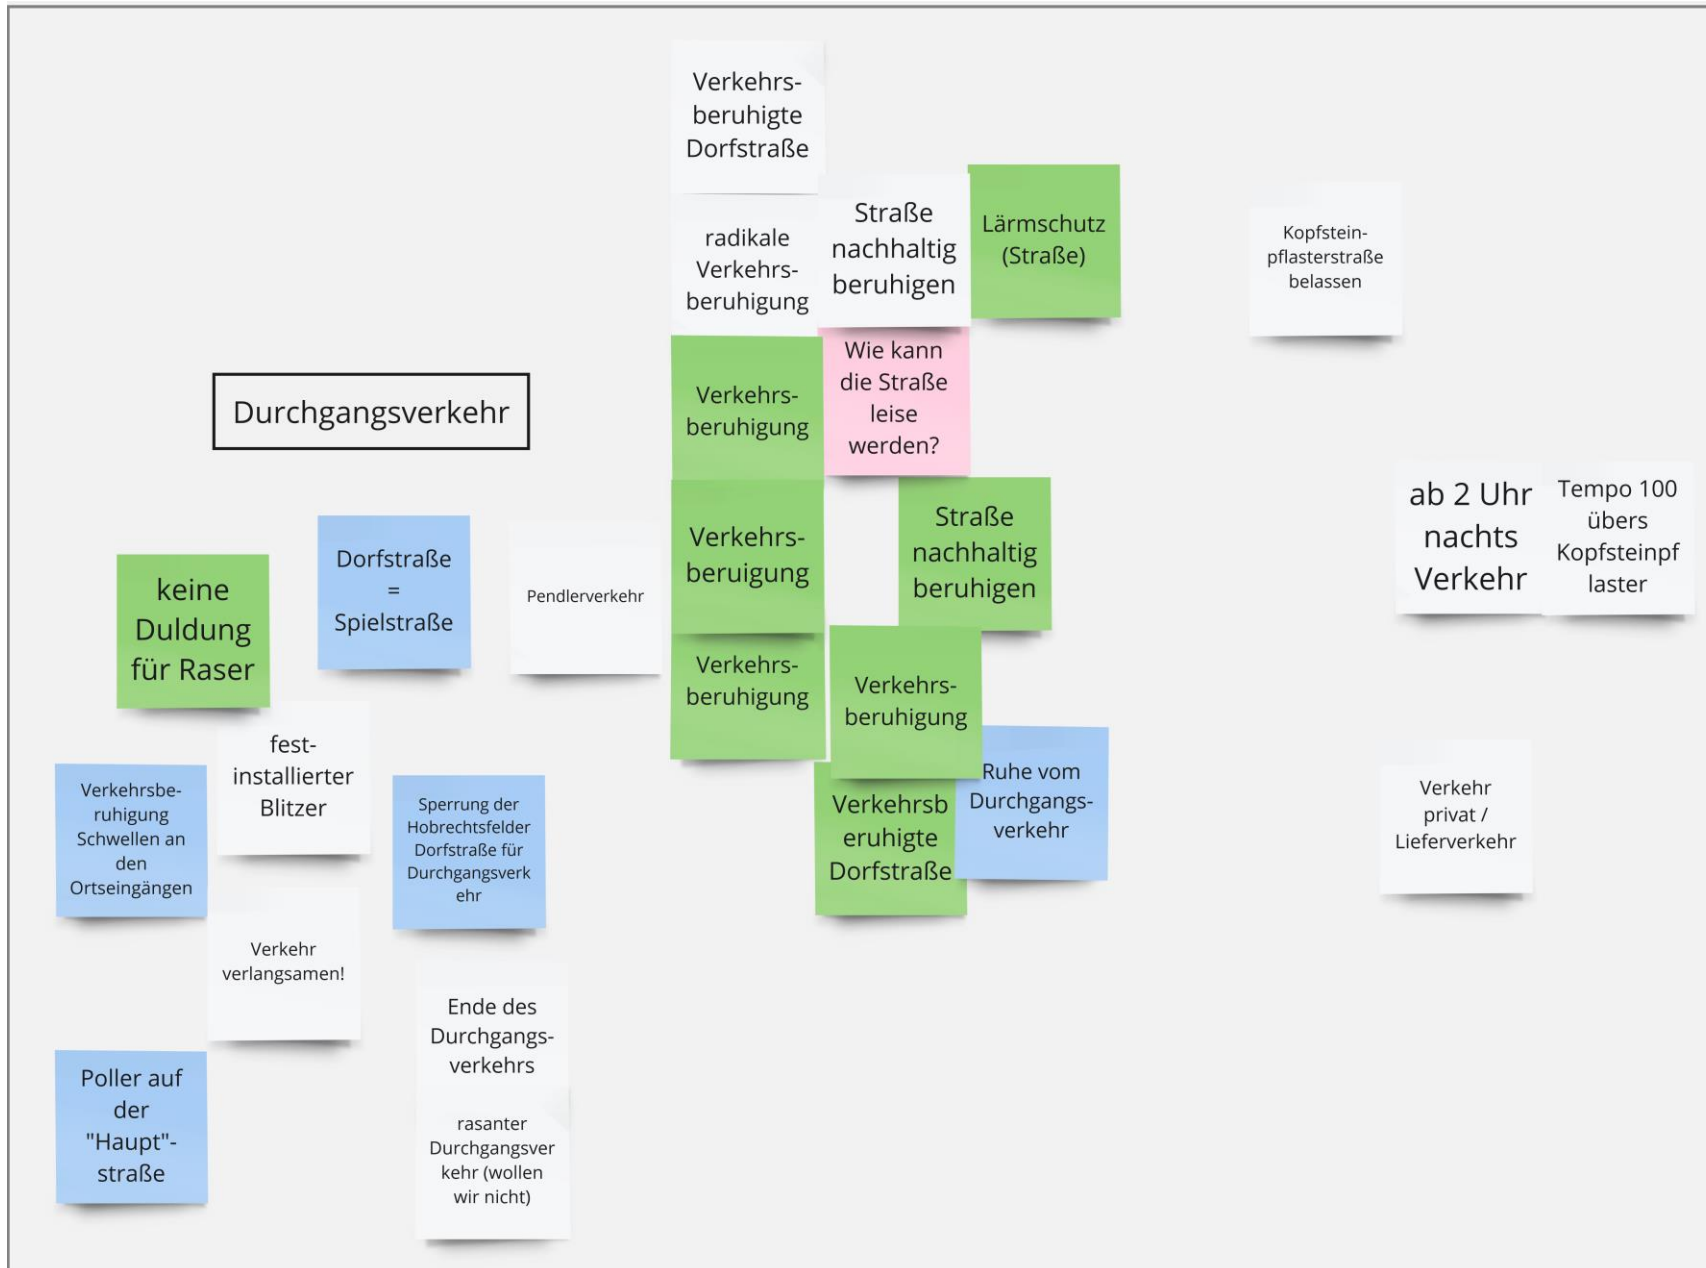 Verkehrs-
beruhigte
Dorfstraße
radikale
Verkehrs-
beruhigung
Straße
nachhaltig
beruhigen
Lärmschutz
(Straße)
Kopfstein-
pflasterstraße
belassen
Durchgangsverkehr
Verkehrs-
beruhigung
Wie kann
die Straße
leise
werden?
ab 2 Uhr
nachts
Verkehr
Tempo 100
übers
Kopfsteinpf
laster
keine
Duldung
für Raser
Dorfstraße
=
Spielstraße
Pendlerverkehr
Verkehrs-
beruigung
Straße
nachhaltig
beruhigen
Verkehrs-
beruhigung
Verkehrs-
beruhigung
fest-
installierter
Blitzer
Verkehrsbe-
ruhigung
Schwellen an
den
Ortseingängen
Sperrung der
Hobrechtsfelder
Dorfstraße für
Durchgangsverk
ehr
Verkehrsb
eruhigte
Dorfstraße
Ruhe vom
Durchgangs-
verkehr
Verkehr
privat /
Lieferverkehr
Verkehr
verlangsamen!
Ende des
Durchgangs-
verkehrs
Poller auf
der
"Haupt"-
straße
rasanter
Durchgangsver
kehr (wollen
wir nicht)